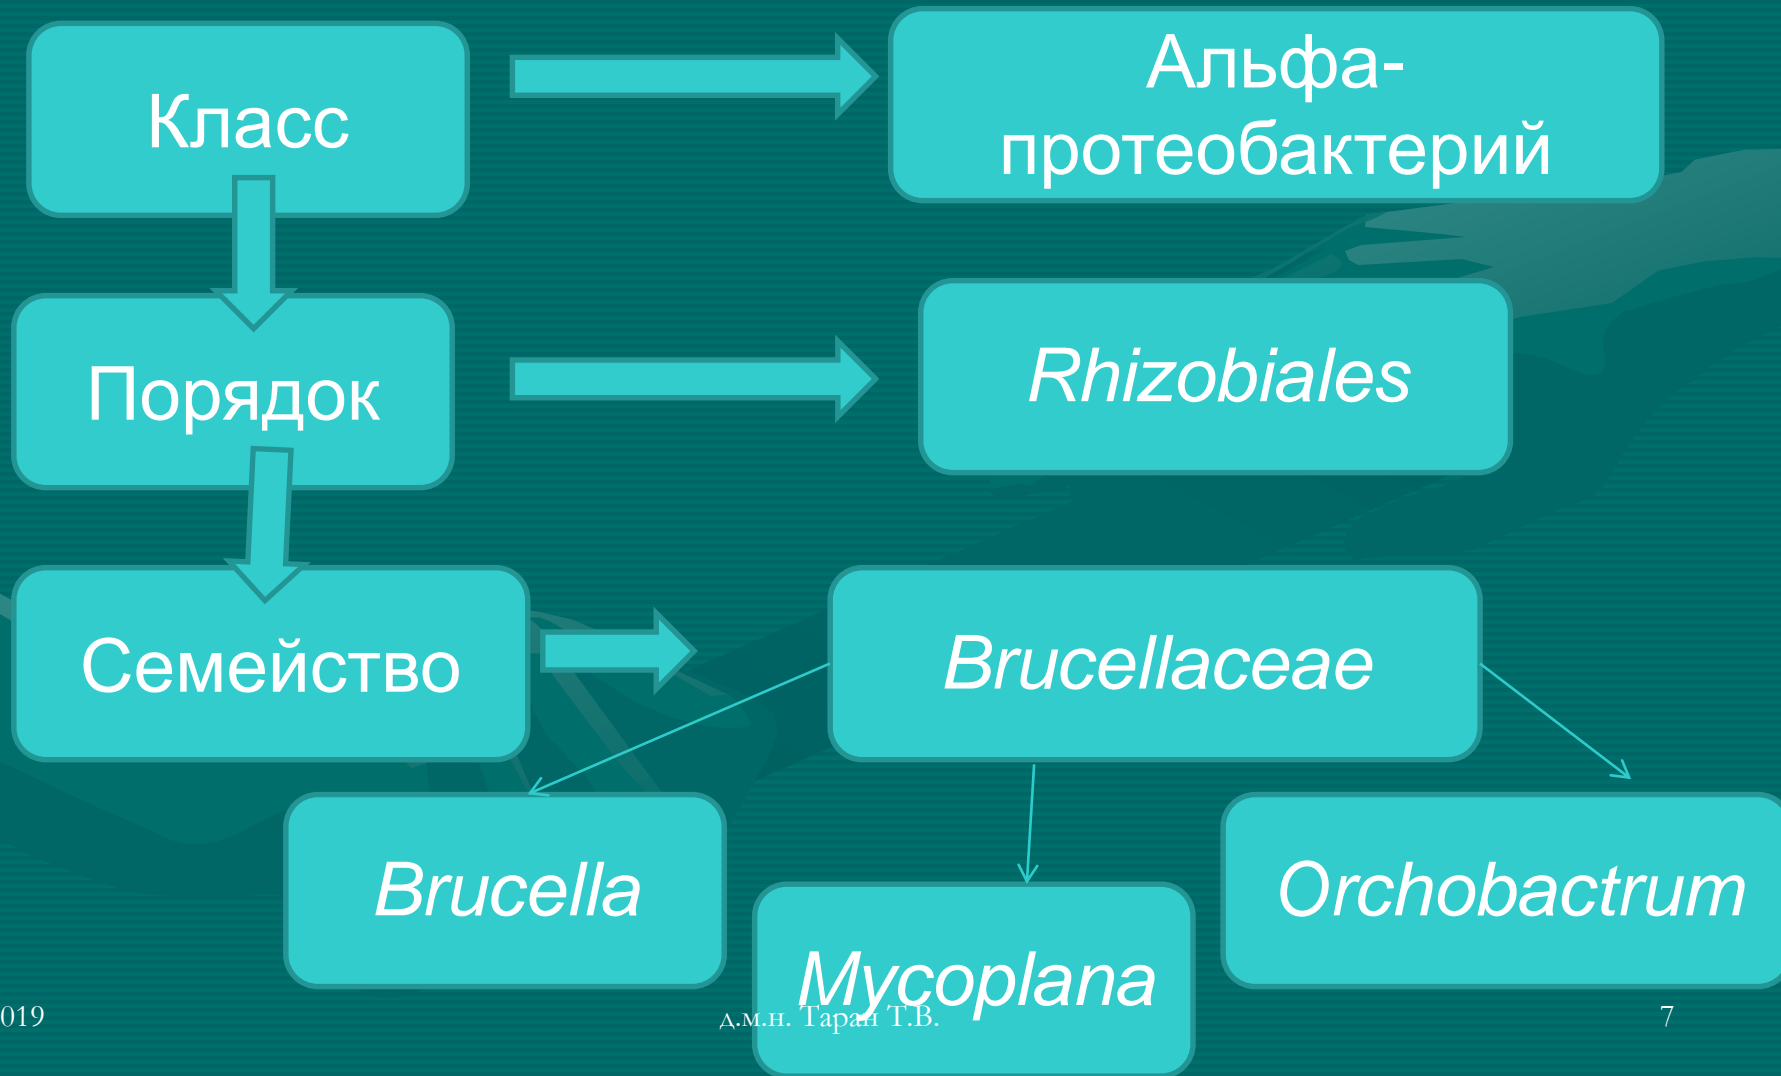 Класс
Альфа-
протеобактерий
Порядок
Rhizobiales
Семейство
Brucellaceae
Brucella
Mycoplana
Orchobactrum
019
д.м.н. Таран Т.В.
7